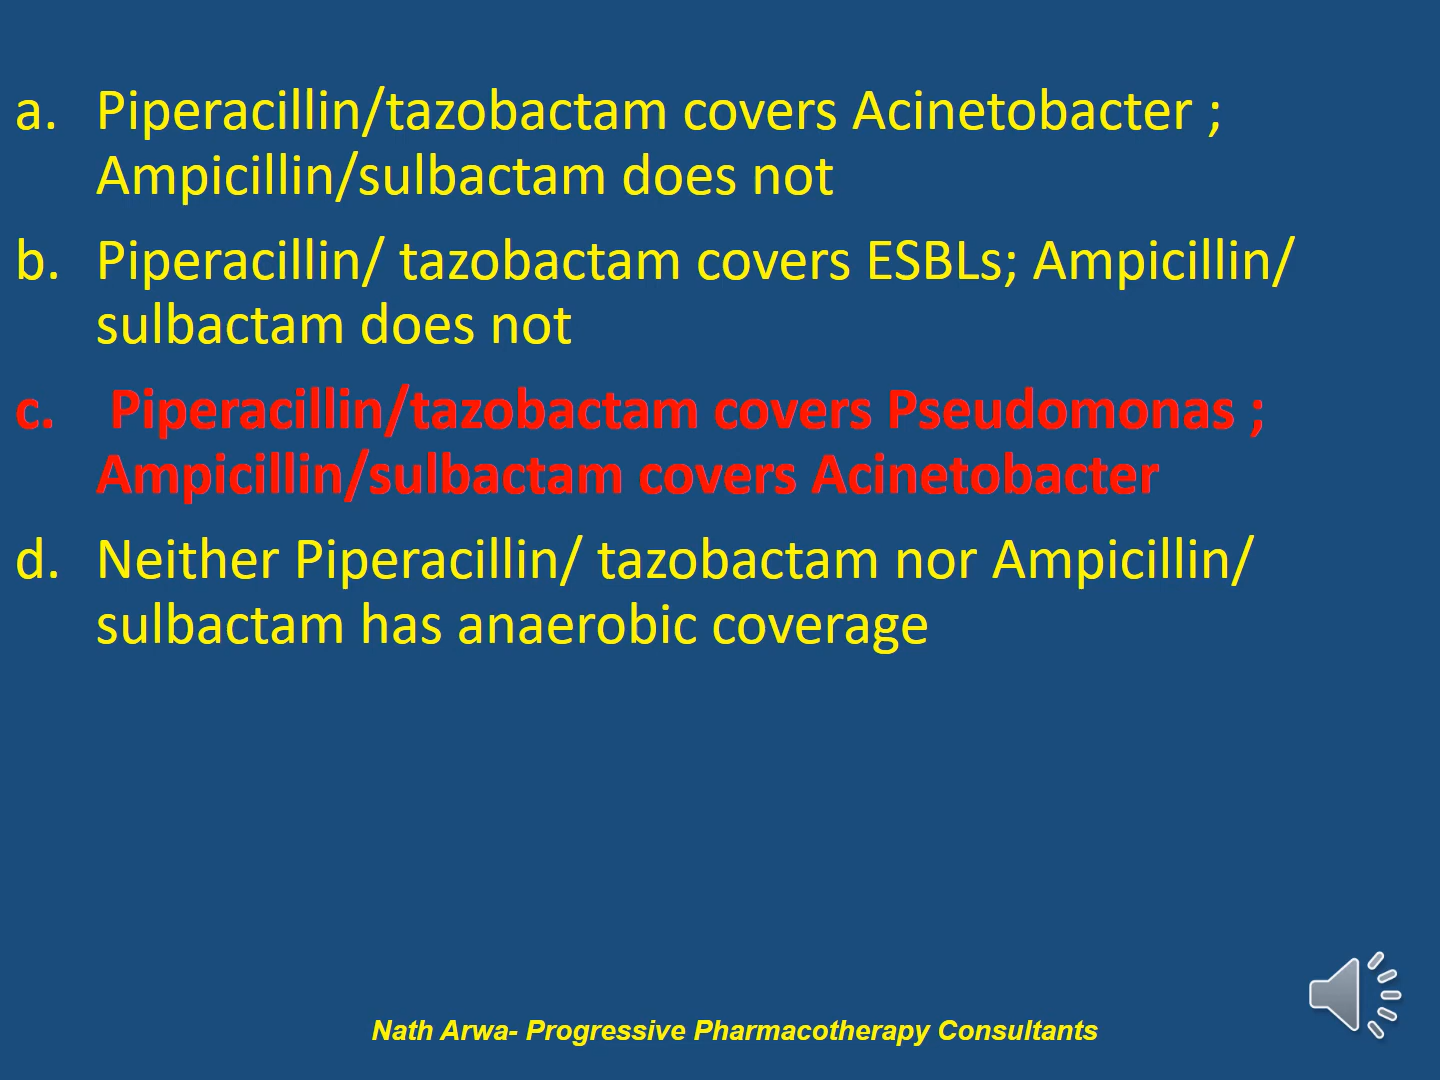 a. Piperacillin/tazobactam covers Acinetobacter ;
Ampicillin/sulbactam does not
b. Piperacillin/ tazobactam covers ESBLs; Ampicillin/
sulbactam does not
c. Piperacillin/tazobactam covers Pseudomonas ;
Ampicillin/sulbactam covers Acinetobacter
d. Neither Piperacillin/ tazobactam nor Ampicillin/
sulbactam has anaerobic coverage
Nath Arwa- Progressive Pharmacotherapy Consultants